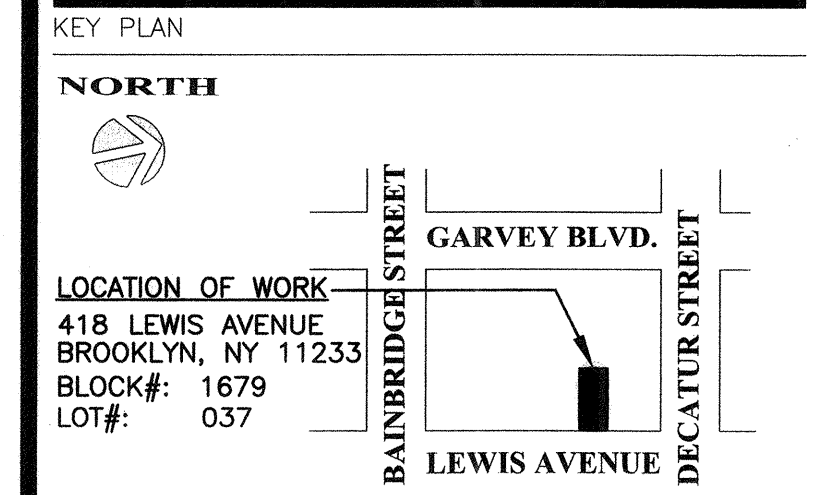 KEY PLAN
NORTH
BAINBRIDGE STREET
GARVEY BLVD.
DECATUR STREET
LOCATION OF WORK
418 LEWIS AVENUE
BROOKLYN, NY 11233
BLOCK#: 1679
LOT#: 037
LEWIS AVENUE